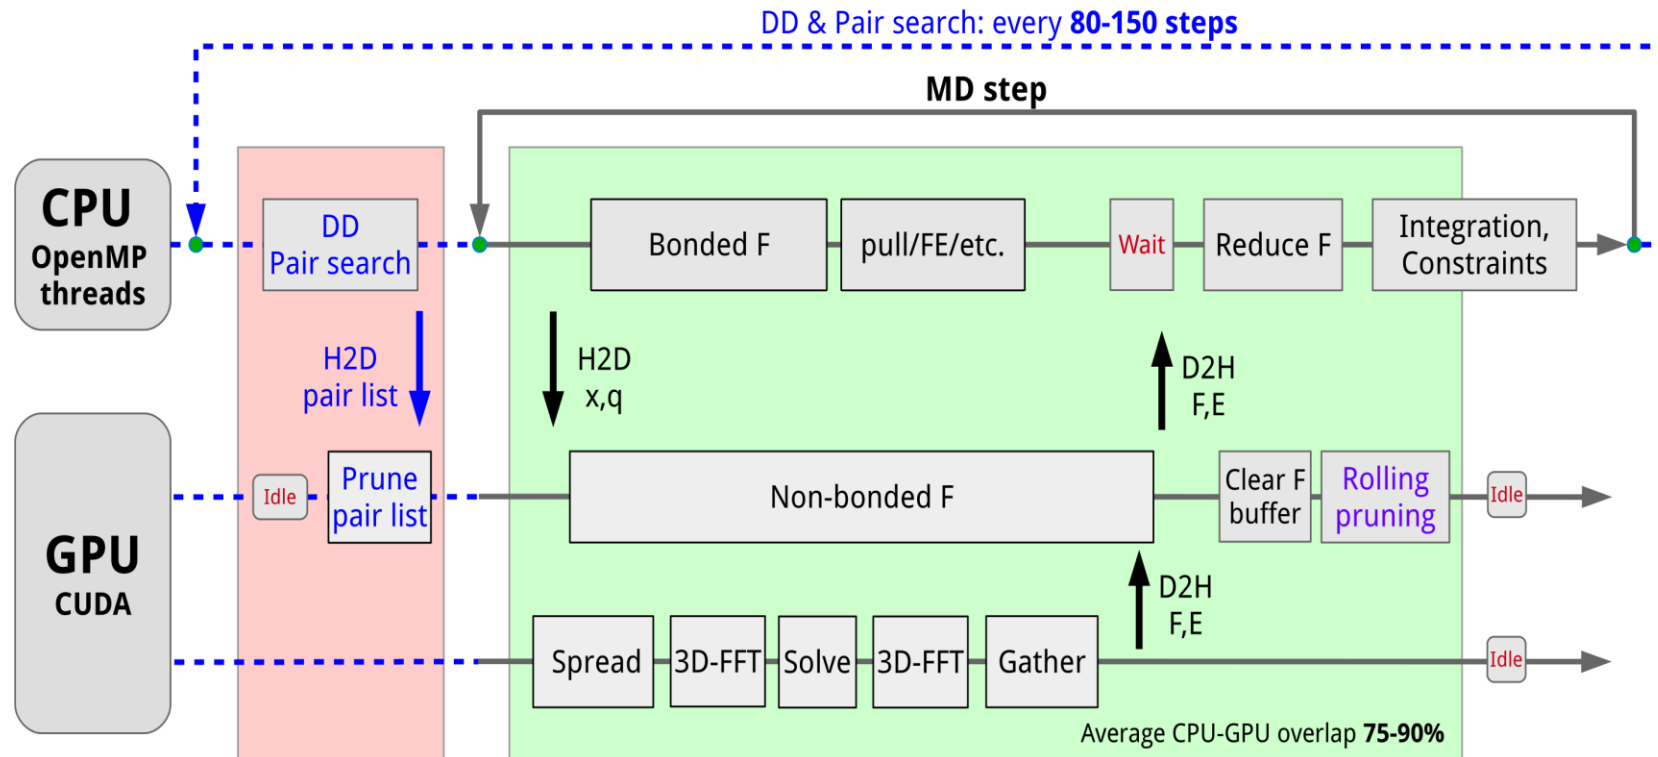 DD & Pair search: every 80-150 steps
MD step
CPU
OpenMP
threads
DD
Pair search
Bonded F
pull/FE/etc.
Wait
Reduce F
Integration,
Constraints
H2D
pair list
H2D
x,q
D2H
F,E
GPU
CUDA
Idle
Prune
pair list
Non-bonded F
Clear F
buffer
Rolling
pruning
Idle
D2H
F,E
Spread
3D-FFT
Solve
3D-FFT
Gather
Idle
Average CPU-GPU overlap 75-90%